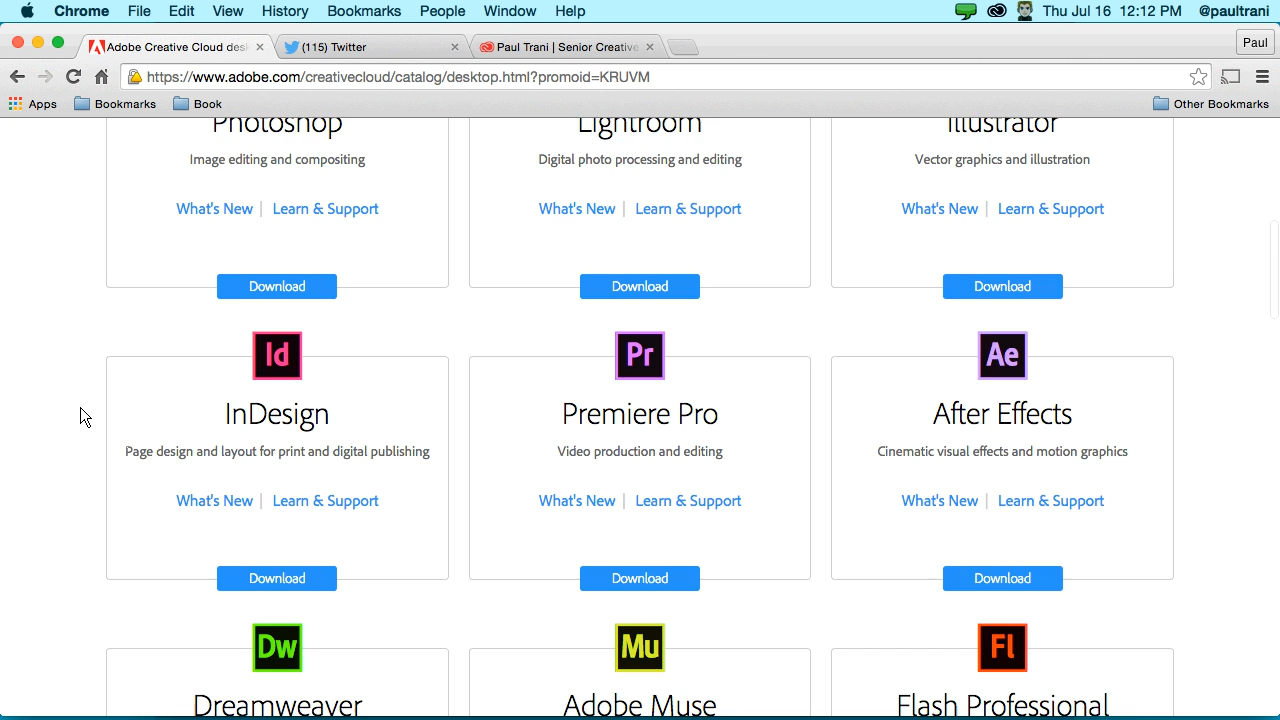 Chrome File Edit View History Bookmarks People Window Help Thu Jul 16 12:12 PM @paultrani
Adobe Creative Cloud des (115) Twitter Paul Trani | Senior Creative Paul
https://www.adobe.com/creativecloud/catalog/desktop.html?promoid=KRUVM
Apps Bookmarks Book Other Bookmarks
Photoshop Lightroom Illustrator
Image editing and compositing Digital photo processing and editing Vector graphics and illustration
What's New | Learn & Support What's New | Learn & Support What's New | Learn & Support
Download Download Download
Id Pr Ae
InDesign Premiere Pro After Effects
Page design and layout for print and digital publishing Video production and editing Cinematic visual effects and motion graphics
What's New | Learn & Support What's New | Learn & Support What's New | Learn & Support
Download Download Download
Dw Mu Fl
Dreamweaver Adobe Muse Flash Professional